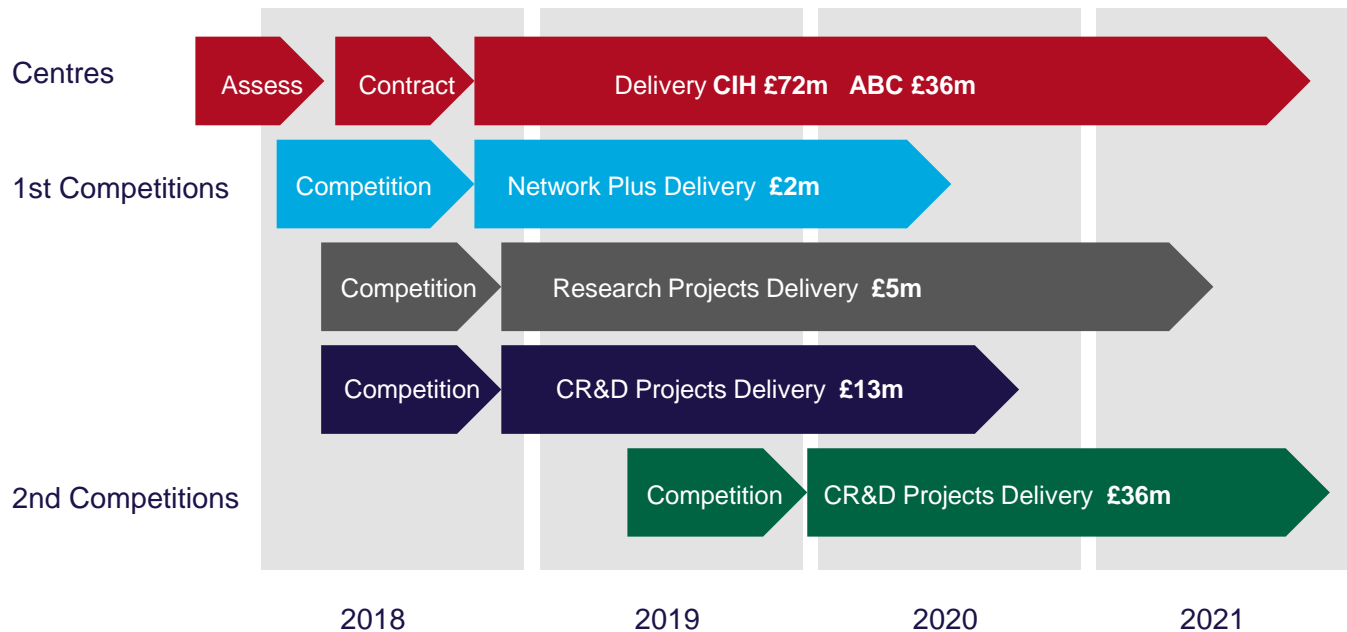 Centres
Assess
Contract
Delivery CIH £72m ABC £36m
1st Competitions
Competition
Network Plus Delivery £2m
Competition
Research Projects Delivery £5m
Competition
CR&D Projects Delivery £13m
2nd Competitions
Competition
CR&D Projects Delivery £36m
2018
2019
2020
2021